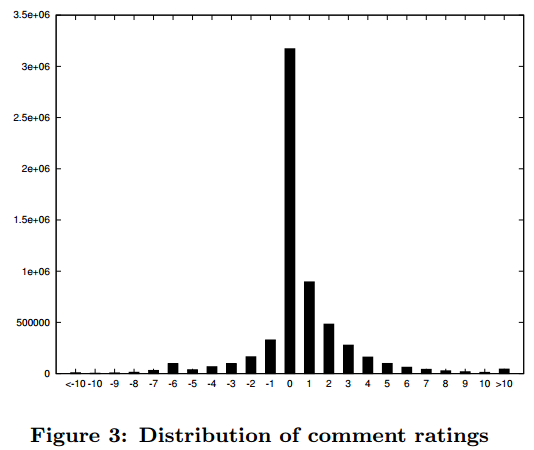 3.5e+06
3e+06
2.5e+06
2e+06
1.5e+06
1e+06
500000
0
<-10 -10 -9 -8 -7 -6 -5 -4 -3 -2 -1 0 1 2 3 4 5 6 7 8 9 10 >10
Figure 3: Distribution of comment ratings